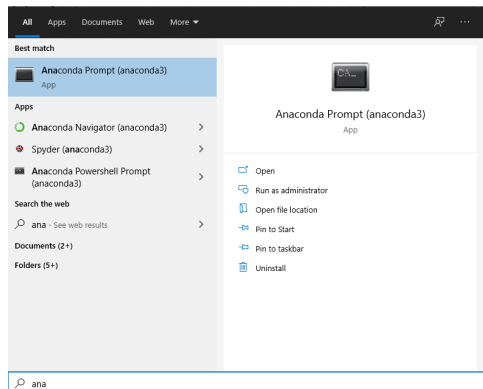 All Apps Documents Web More
Best match
Anaconda Prompt (anaconda3)
App
Apps
Anaconda Navigator (anaconda3)
Spyder (anaconda3)
Anaconda Powershell Prompt
(anaconda3)
Search the web
ana - See web results
Documents (2+)
Folders (5+)
Anaconda Prompt (anaconda3)
App
Open
Run as administrator
Open file location
Pin to Start
Pin to taskbar
Uninstall
ana